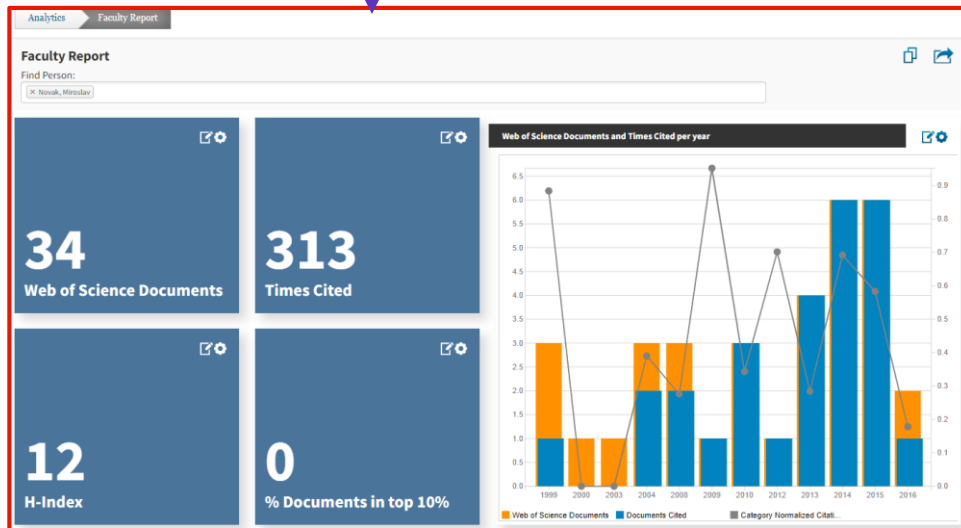 Analytics Faculty Report
Faculty Report
Find Person:
× Novak, Miroslav
34
Web of Science Documents
313
Times Cited
12
H-Index
0
% Documents in top 10%
Web of Science Documents and Times Cited per year
6.5
6.0
5.5
5.0
4.5
4.0
3.5
3.0
2.5
2.0
1.5
1.0
0.5
0.0
0.9
0.8
0.7
0.6
0.5
0.4
0.3
0.2
0.1
0.0
1999 2000 2003 2004 2008 2009 2010 2012 2013 2014 2015 2016
Web of Science Documents Documents Cited Category Normalized Citati...